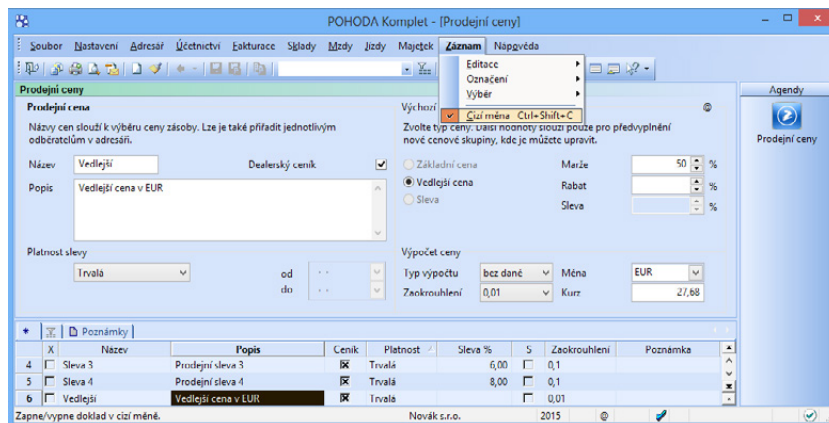 POHODA Komplet - [Prodejní ceny]
Soubor Nastavení Adresář Účetnictví Fakturace Sklady Mzdy Jízdy Majetek Záznam Nápověda
Editace
Označení
Výběr
Cizí měna Ctrl+Shift+C
Prodejní ceny
Agendy
Prodejní ceny
Prodejní cena
Názvy cen slouží k výběru ceny zásoby. Lze je také přiřadit jednotlivým
odběratelům v adresáři.
Název Vedlejší Dealerský ceník
Popis Vedlejší cena v EUR
Platnost slevy
Trvalá od
do
Výchozí
Zvolte typ ceny. Další hodnoty slouží pouze pro předvyplnění
nové cenové skupiny, kde je můžete upravit.
Základní cena Marže 50 %
Vedlejší cena Rabat %
Sleva Sleva %
Výpočet ceny
Typ výpočtu bez daně Měna EUR
Zaokrouhlení 0,01 Kurz 27,68
Poznámky
X Název Popis Ceník Platnost Sleva % S Zaokrouhlení Poznámka
4 Sleva 3 Prodejní sleva 3 Trvalá 6,00 0,1
5 Sleva 4 Prodejní sleva 4 Trvalá 8,00 0,1
6 Vedlejší Vedlejší cena v EUR Trvalá 0,01
Zapne/vypne doklad v cizí měně. Novák s.r.o. 2015 @